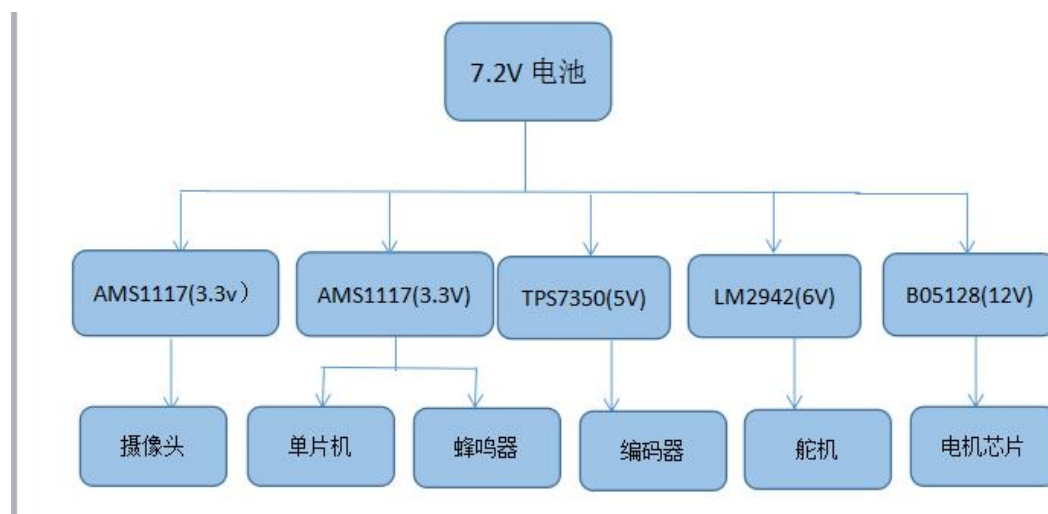 7.2V 电池
AMS1117(3.3v）
AMS1117(3.3V)
TPS7350(5V)
LM2942(6V)
B05128(12V)
摄像头
单片机
蜂鸣器
编码器
舵机
电机芯片